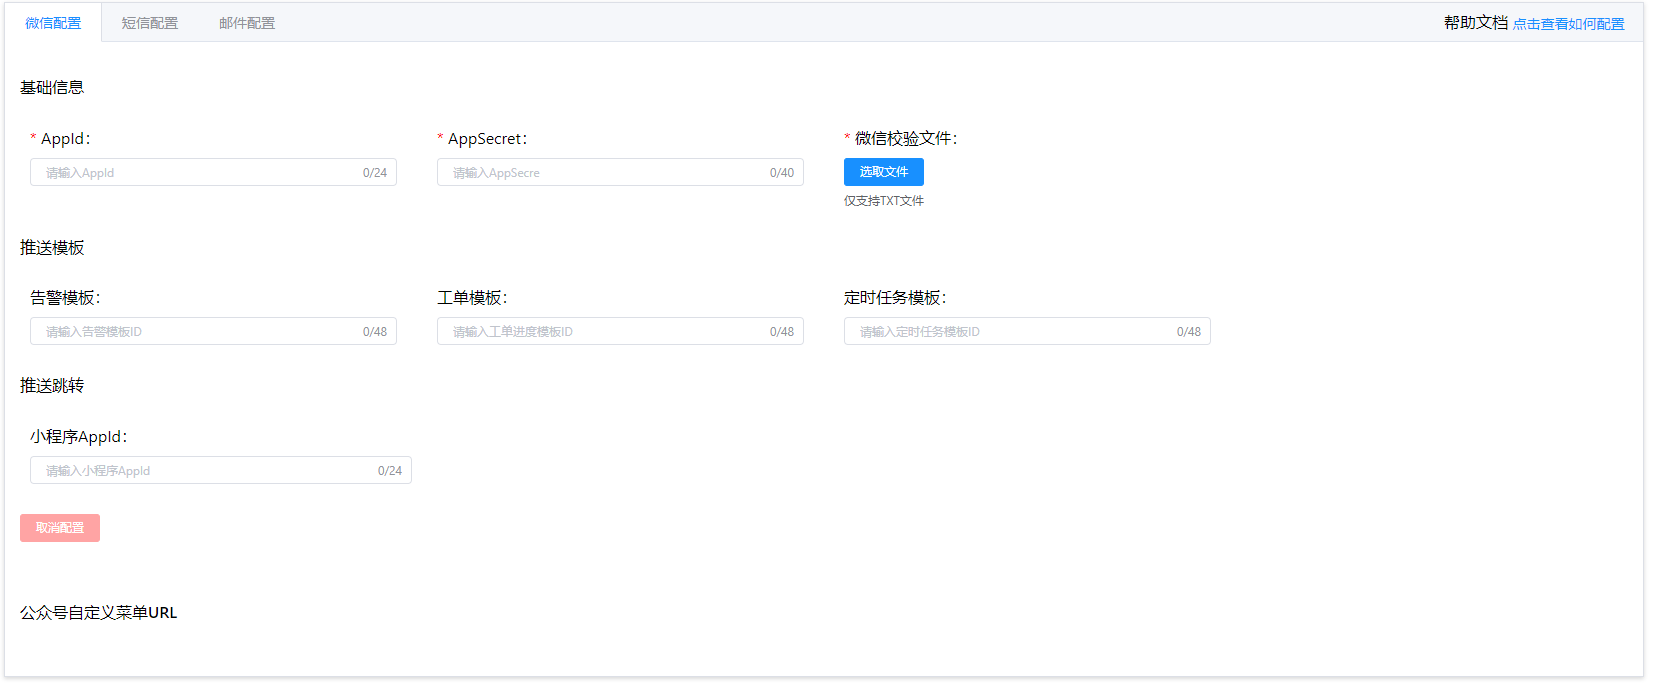 微信配置 短信配置 邮件配置 帮助文档 点击查看如何配置
基础信息
* AppId: * AppSecret: * 微信校验文件:
请输入AppId 0/24 请输入AppSecre 0/40 选取文件
仅支持TXT文件
推送模板
告警模板: 工单模板: 定时任务模板:
请输入告警模板ID 0/48 请输入工单进度模板ID 0/48 请输入定时任务模板ID 0/48
推送跳转
小程序AppId:
请输入小程序AppId 0/24
取消配置
公众号自定义菜单URL